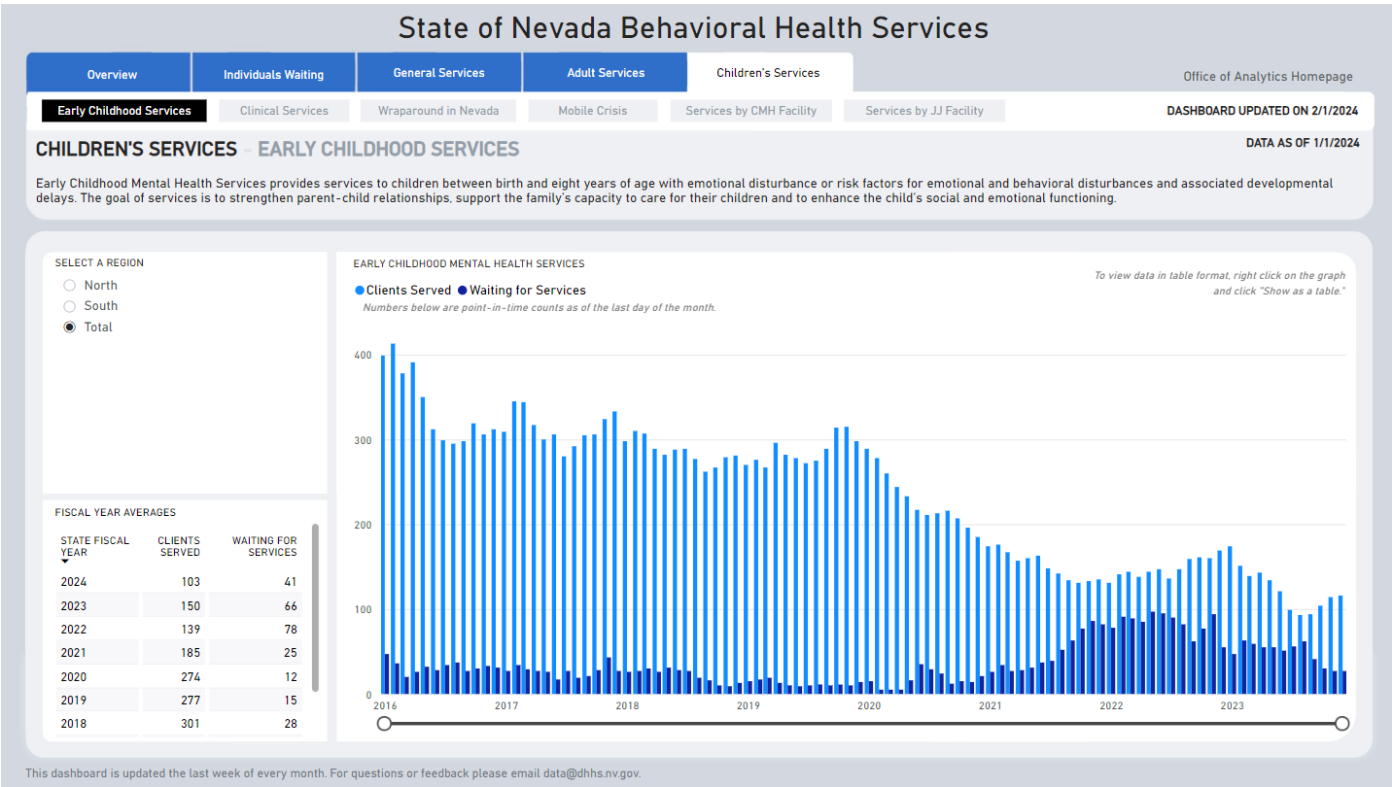 State of Nevada Behavioral Health Services
Overview
Individuals Waiting
General Services
Adult Services
Children's Services
Office of Analytics Homepage
Early Childhood Services
Clinical Services
Wraparound in Nevada
Mobile Crisis
Services by CMH Facility
Services by JJ Facility
DASHBOARD UPDATED ON 2/1/2024
CHILDREN'S SERVICES - EARLY CHILDHOOD SERVICES
DATA AS OF 1/1/2024
Early Childhood Mental Health Services provides services to children between birth and eight years of age with emotional disturbance or risk factors for emotional and behavioral disturbances and associated developmental
delays. The goal of services is to strengthen parent-child relationships, support the family's capacity to care for their children and to enhance the child's social and emotional functioning.
SELECT A REGION
North
South
Total
FISCAL YEAR AVERAGES
STATE FISCAL
YEAR
CLIENTS
SERVED
WAITING FOR
SERVICES
2024 103 41
2023 150 66
2022 139 78
2021 185 25
2020 274 12
2019 277 15
2018 301 28
EARLY CHILDHOOD MENTAL HEALTH SERVICES
Clients Served Waiting for Services
Numbers below are point-in-time counts as of the last day of the month.
To view data in table format, right click on the graph
and click "Show as a table."
400
300
200
100
0
2016 2017 2018 2019 2020 2021 2022 2023
This dashboard is updated the last week of every month. For questions or feedback please email data@dhhs.nv.gov.